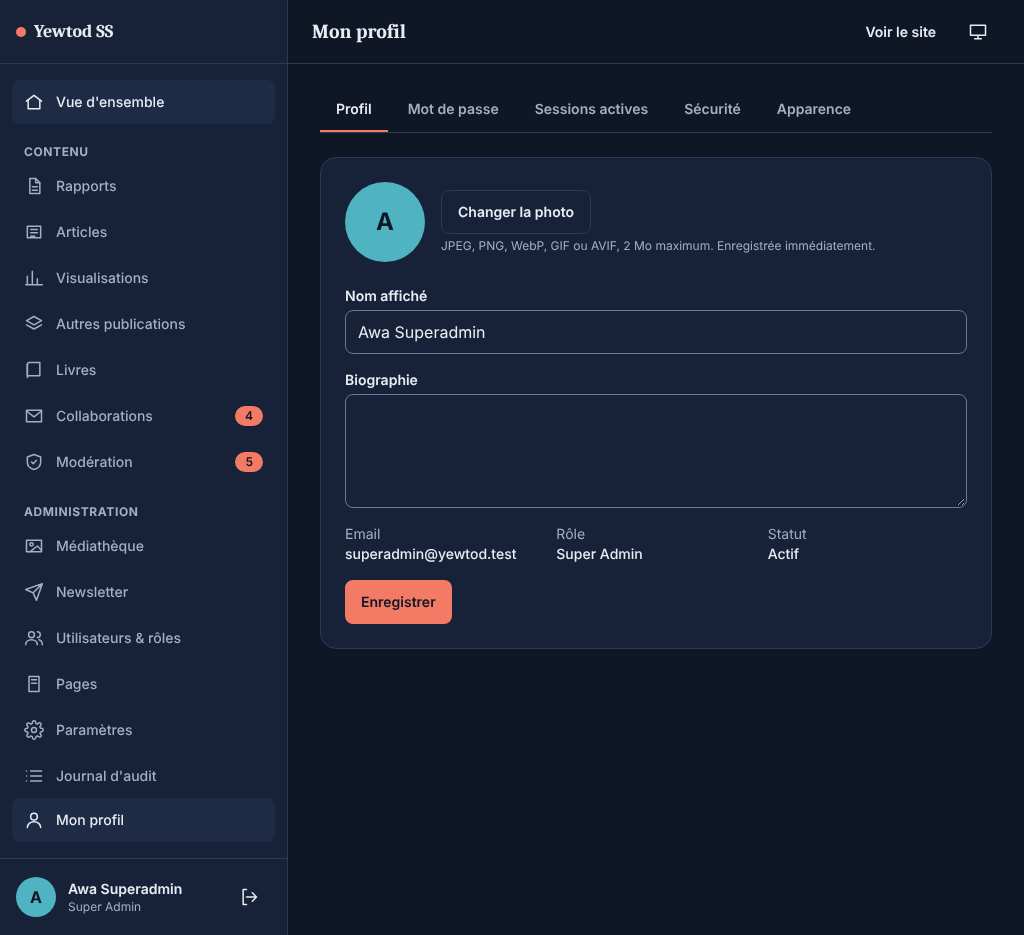 Yewtod SS
Mon profil
Voir le site
Vue d'ensemble
CONTENU
Rapports
Articles
Visualisations
Autres publications
Livres
Collaborations 4
Modération 5
ADMINISTRATION
Médiathèque
Newsletter
Utilisateurs & rôles
Pages
Paramètres
Journal d'audit
Mon profil
A
Awa Superadmin
Super Admin
Profil Mot de passe Sessions actives Sécurité Apparence
A
Changer la photo
JPEG, PNG, WebP, GIF ou AVIF, 2 Mo maximum. Enregistrée immédiatement.
Nom affiché
Awa Superadmin
Biographie
Email Rôle Statut
superadmin@yewtod.test Super Admin Actif
Enregistrer